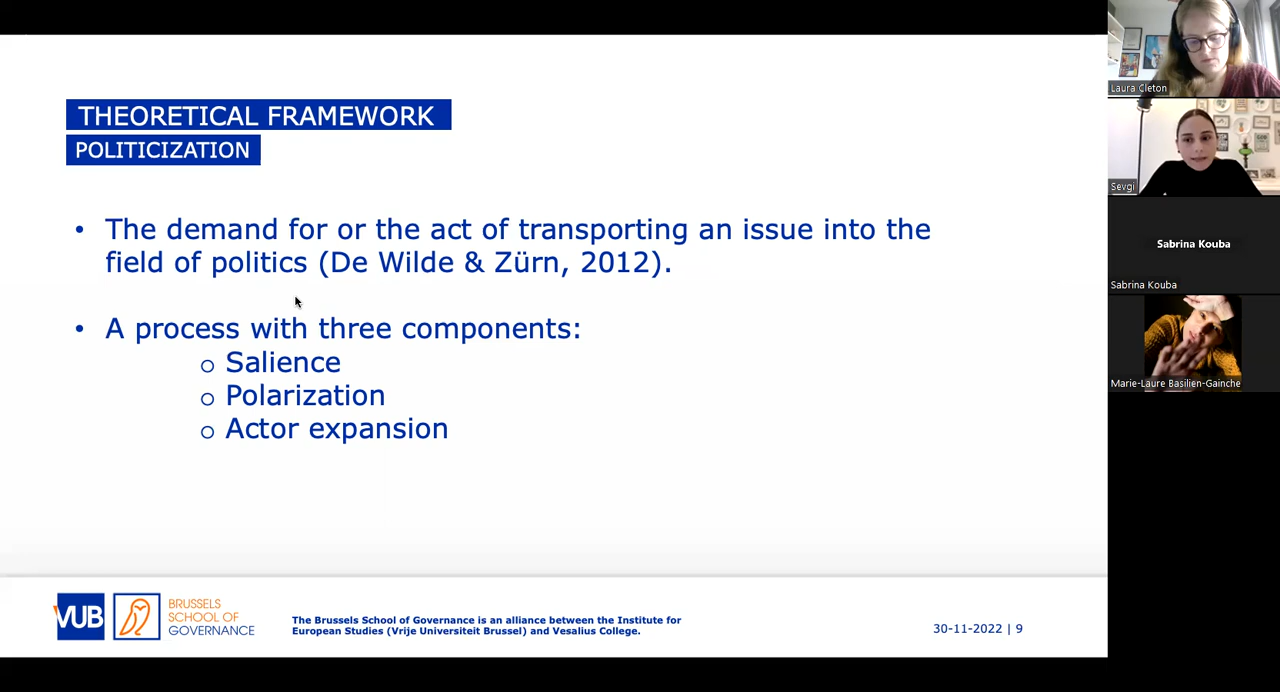 THEORETICAL FRAMEWORK
POLITICIZATION
• The demand for or the act of transporting an issue into the
field of politics (De Wilde & Zürn, 2012).
• A process with three components:
o Salience
o Polarization
o Actor expansion
VUB
BRUSSELS
SCHOOL OF
GOVERNANCE
The Brussels School of Governance is an alliance between the Institute for
European Studies (Vrije Universiteit Brussel) and Vesalius College.
30-11-2022 | 9
Laura Cleton
Sevgi
Sabrina Kouba
Sabrina Kouba
Marie-Laure Basilien-Gainche